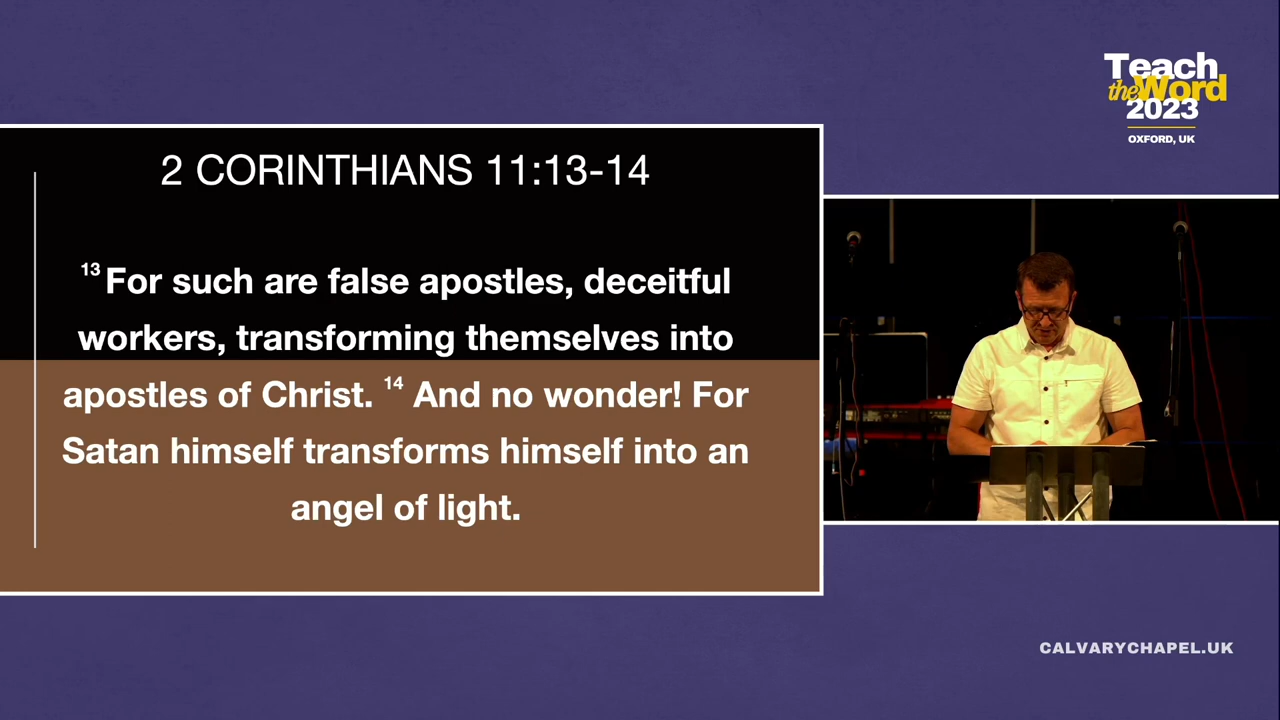 Teach
the Word
2023
OXFORD, UK
2 CORINTHIANS 11:13-14
13 For such are false apostles, deceitful
workers, transforming themselves into
apostles of Christ. 14 And no wonder! For
Satan himself transforms himself into an
angel of light.
CALVARYCHAPEL.UK